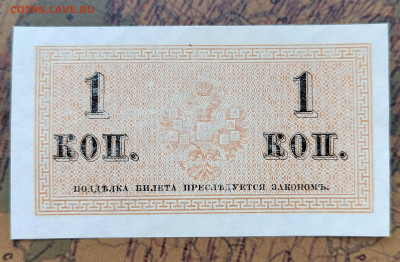 COINS.LAVE.RU
1 1
КОП. КОП.
ПОДДѢЛКА БИЛЕТА ПРЕСЛѢДУЕТСЯ ЗАКОНОМЪ.